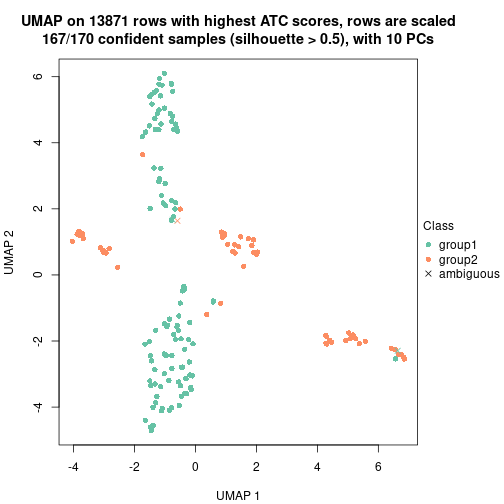 UMAP on 13871 rows with highest ATC scores, rows are scaled
167/170 confident samples (silhouette > 0.5), with 10 PCs
6
4
2
0
-2
-4
UMAP 2
-4
-2
0
2
4
6
UMAP 1
Class
group1
group2
ambiguous